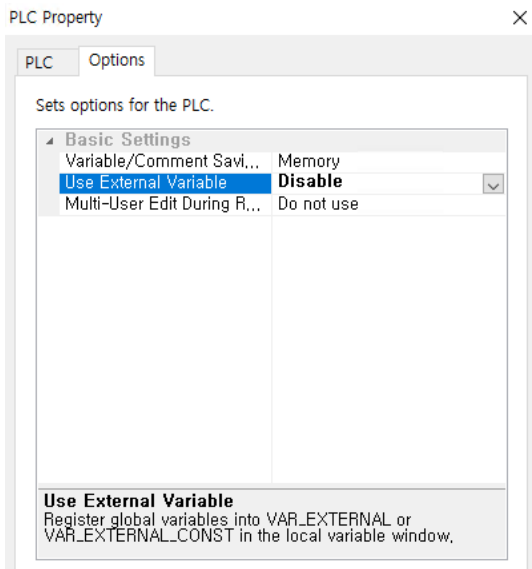 PLC Property
PLC Options
Sets options for the PLC.
Basic Settings
Variable/Comment Savi... Memory
Use External Variable Disable
Multi-User Edit During R... Do not use
Use External Variable
Register global variables into VAR_EXTERNAL or
VAR_EXTERNAL_CONST in the local variable window.